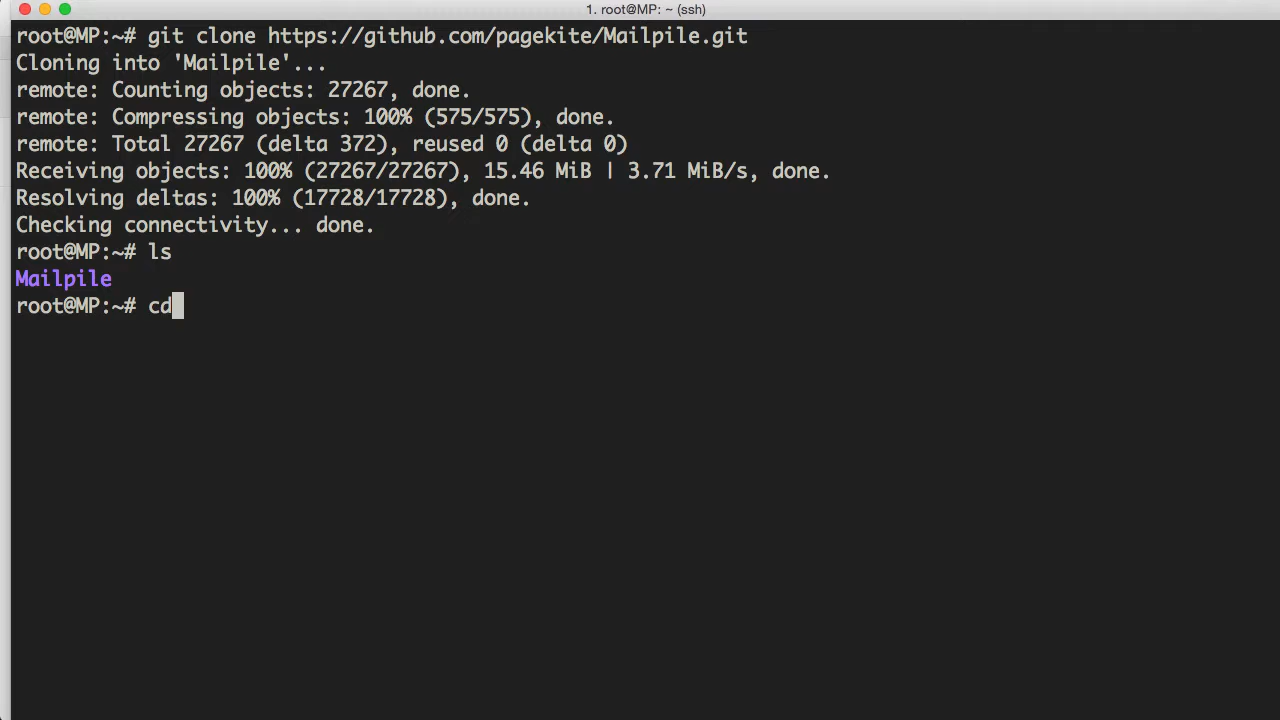 1. root@MP: ~ (ssh)
root@MP:~# git clone https://github.com/pagekite/Mailpile.git
Cloning into 'Mailpile'...
remote: Counting objects: 27267, done.
remote: Compressing objects: 100% (575/575), done.
remote: Total 27267 (delta 372), reused 0 (delta 0)
Receiving objects: 100% (27267/27267), 15.46 MiB | 3.71 MiB/s, done.
Resolving deltas: 100% (17728/17728), done.
Checking connectivity... done.
root@MP:~# ls
Mailpile
root@MP:~# cd